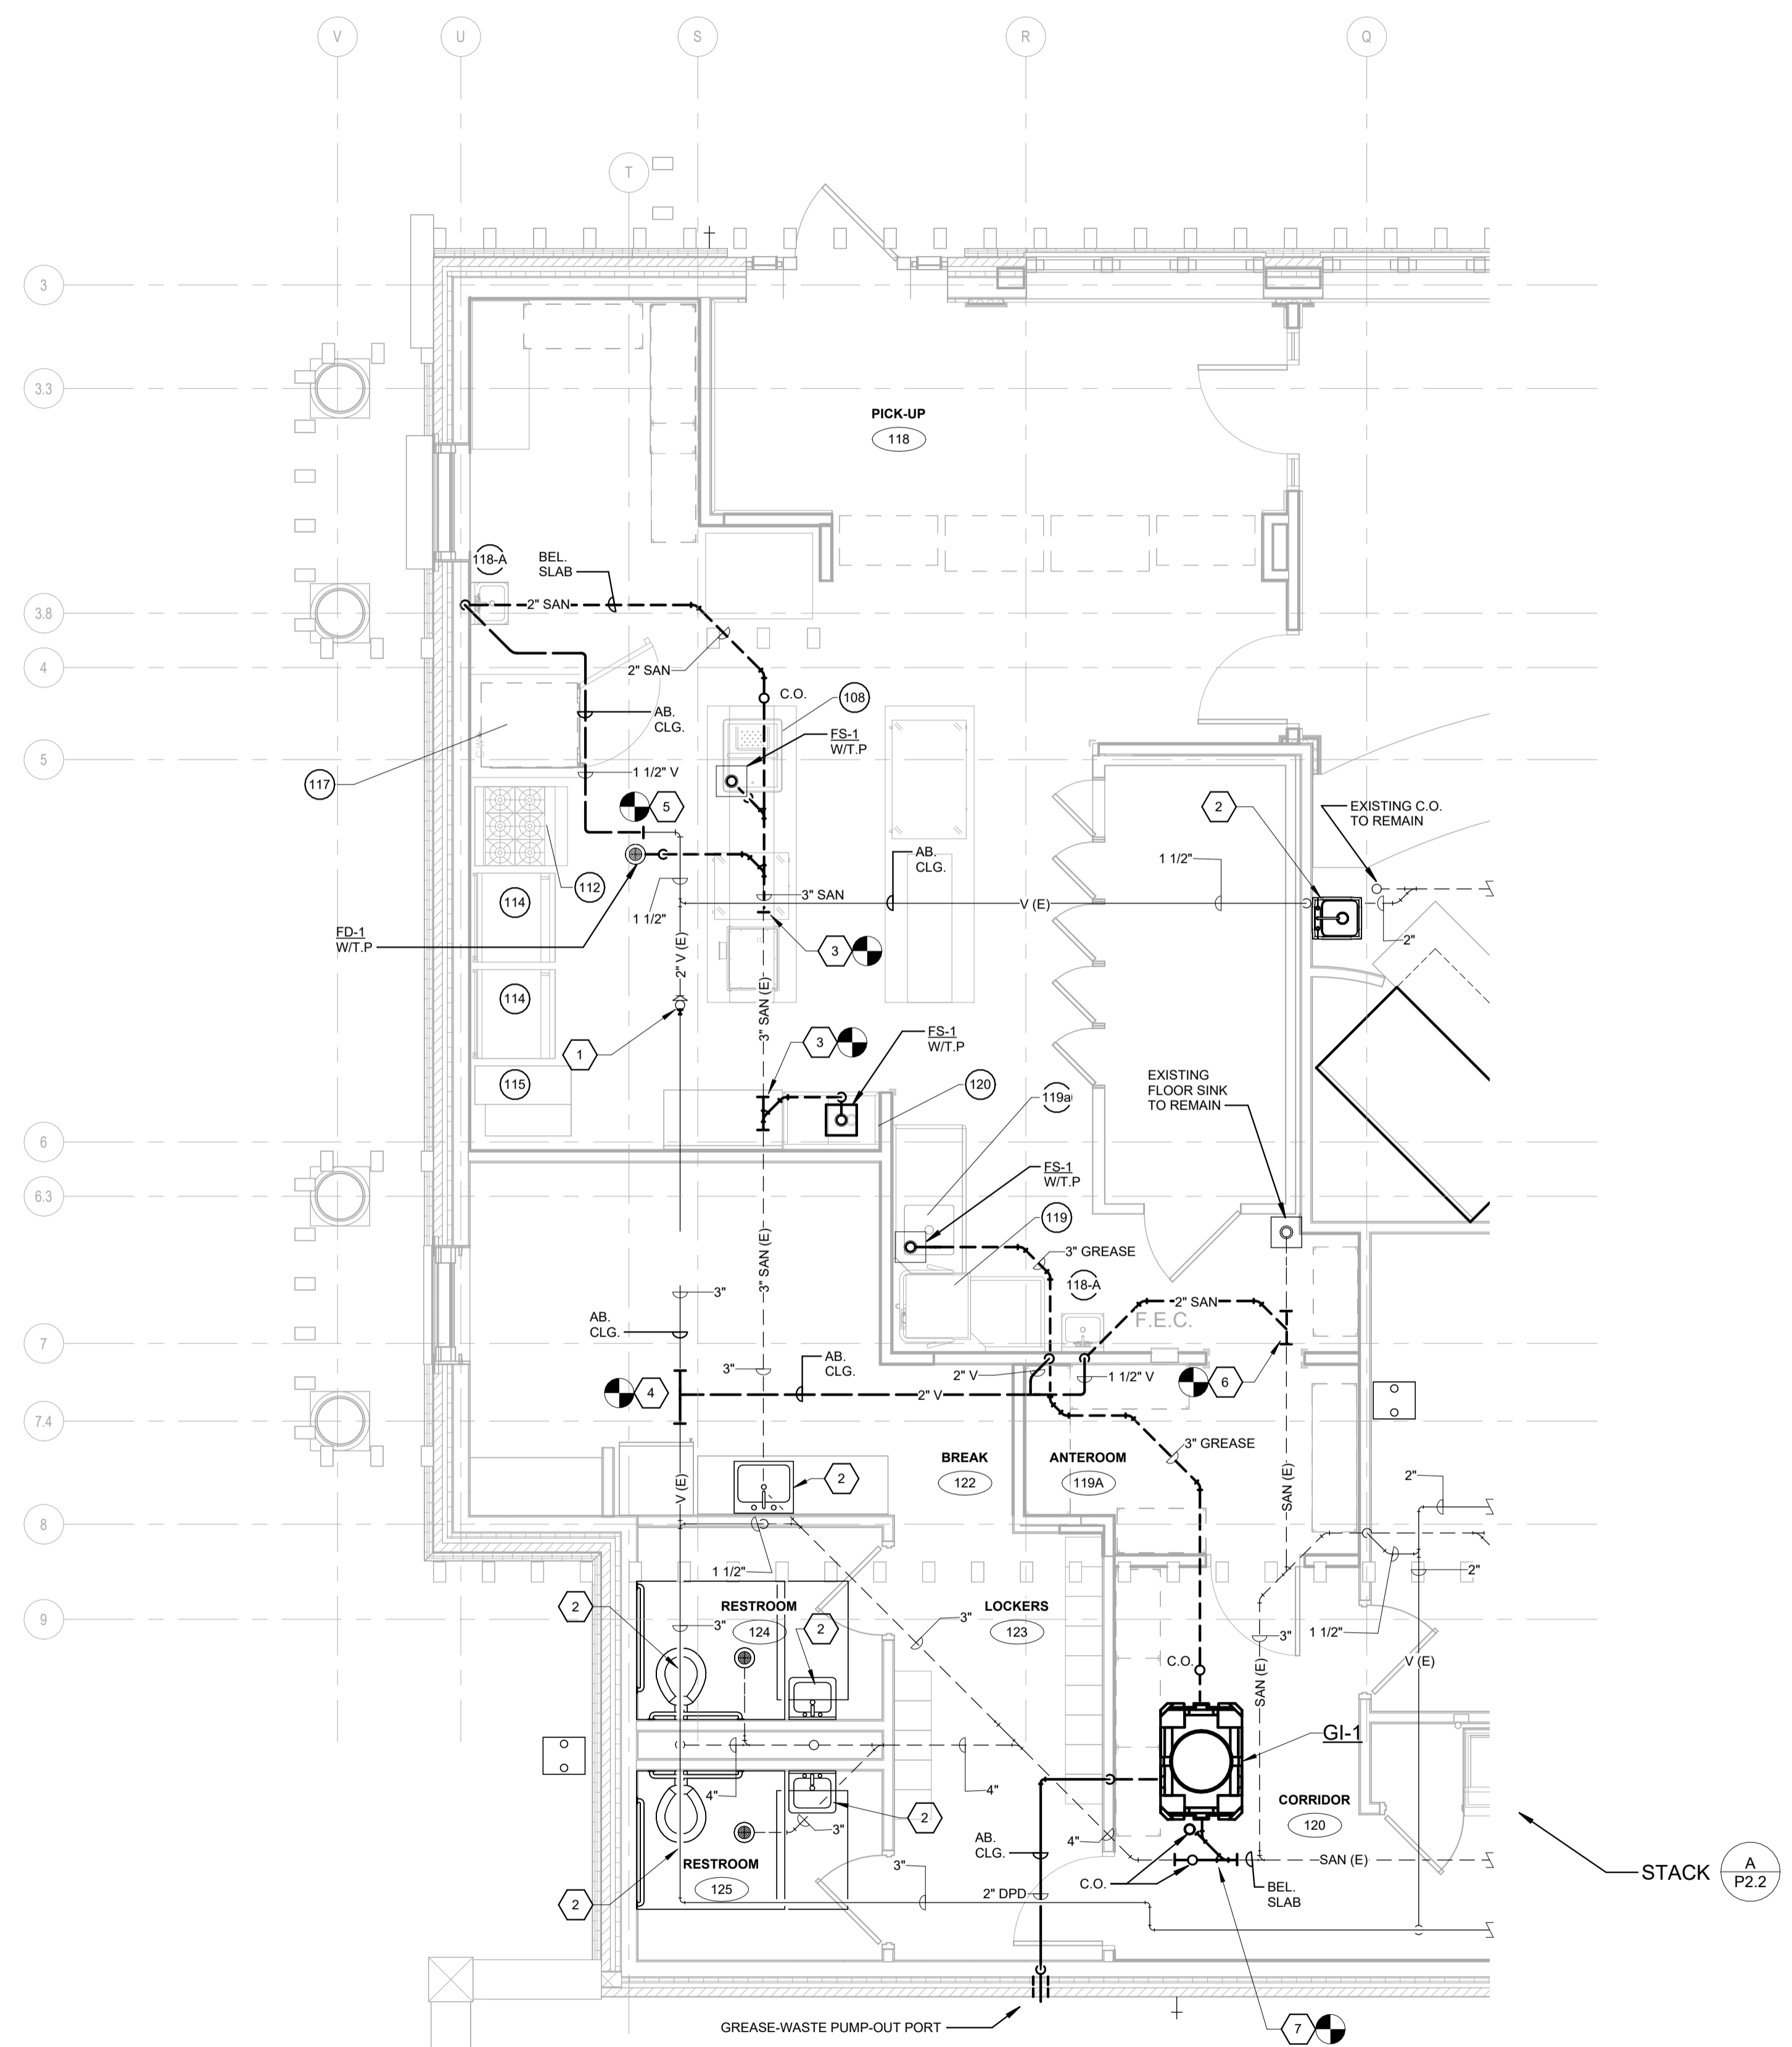 V
U
S
R
Q
T
3
3.3
PICK-UP
118
118-A
BEL.
SLAB
2" SAN
3.8
4
2" SAN
C.O.
108
AB.
CLG.
FS-1
W/T.P
5
1 1/2" V
117
5
2
EXISTING C.O.
TO REMAIN
AB.
CLG.
1 1/2"
112
114
3" SAN
V (E)
1 1/2"
FD-1
W/T.P
2"
3
2" V (E)
3" SAN (E)
114
1
3
FS-1
W/T.P
115
120
119a
EXISTING
FLOOR SINK
TO REMAIN
6
FS-1
W/T.P
6.3
119
3" SAN (E)
3" GREASE
118-A
3"
2" SAN
F.E.C.
AB.
CLG.
7
3"
AB.
CLG.
2" V
1 1/2" V
6
4
2" V
7.4
3" GREASE
BREAK
122
ANTEROOM
119A
2
2"
V (E)
SAN (E)
8
1 1/2"
2"
9
2
RESTROOM
124
2
LOCKERS
123
3"
3"
3"
1 1/2"
C.O.
V (E)
SAN (E)
GI-1
4"
4"
CORRIDOR
120
2
3"
4"
AB.
CLG.
SAN (E)
STACK
A
P2.2
RESTROOM
125
3"
C.O.
BEL.
SLAB
2
2" DPD
GREASE-WASTE PUMP-OUT PORT
7